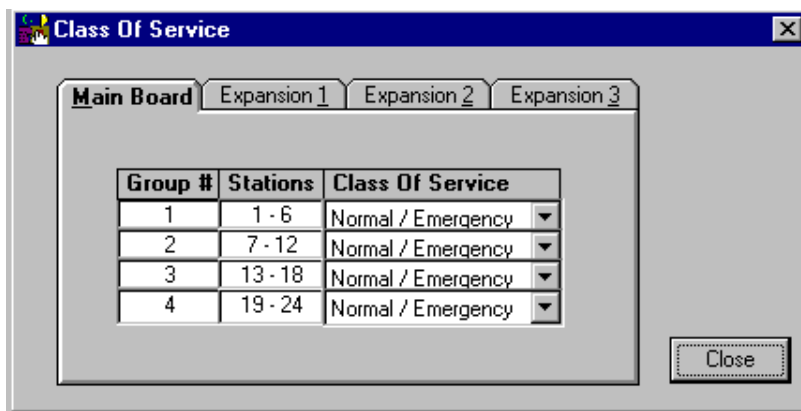 Class Of Service
Main Board Expansion 1 Expansion 2 Expansion 3
Group # Stations Class Of Service
1 1 - 6 Normal / Emergency
2 7 - 12 Normal / Emergency
3 13 - 18 Normal / Emergency
4 19 - 24 Normal / Emergency
Close